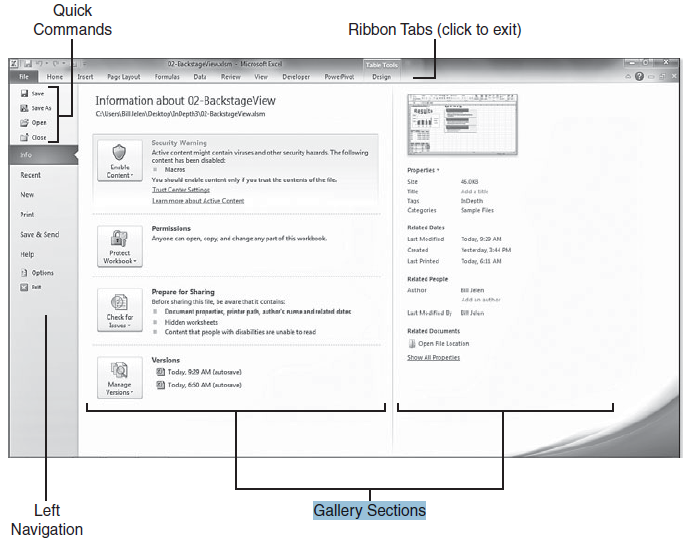 Quick
Commands
Ribbon Tabs (click to exit)
02-BackstageView.xlsm - Microsoft Excel
Table Tools
File Home Insert Page Layout Formulas Data Review View Developer PowerPivot Design
Save
Save As
Open
Close
Info
Recent
New
Print
Save & Send
Help
Options
Exit
Information about 02-BackstageView
C:\Users\Bill Jelen\Desktop\InDepth3\02-BackstageView.xlsm
Enable
Content
Security Warning
Active content might contain viruses and other security hazards. The following
content has been disabled:
Macros
You should enable content only if you trust the contents of the file.
Trust Center Settings
Learn more about Active Content
Protect
Workbook
Permissions
Anyone can open, copy, and change any part of this workbook.
Check for
Issues
Prepare for Sharing
Before sharing this file, be aware that it contains:
Document properties, printer path, author's name and related dates
Hidden worksheets
Content that people with disabilities are unable to read
Manage
Versions
Versions
Today, 9:29 AM (autosave)
Today, 6:50 AM (autosave)
Properties
Size 46.0KB
Title Add a title
Tags InDepth
Categories Sample Files
Related Dates
Last Modified Today, 9:29 AM
Created Yesterday, 3:44 PM
Last Printed Today, 6:15 AM
Related People
Author Bill Jelen
Add an author
Last Modified By Bill Jelen
Related Documents
Open File Location
Show All Properties
Left
Navigation
Gallery Sections